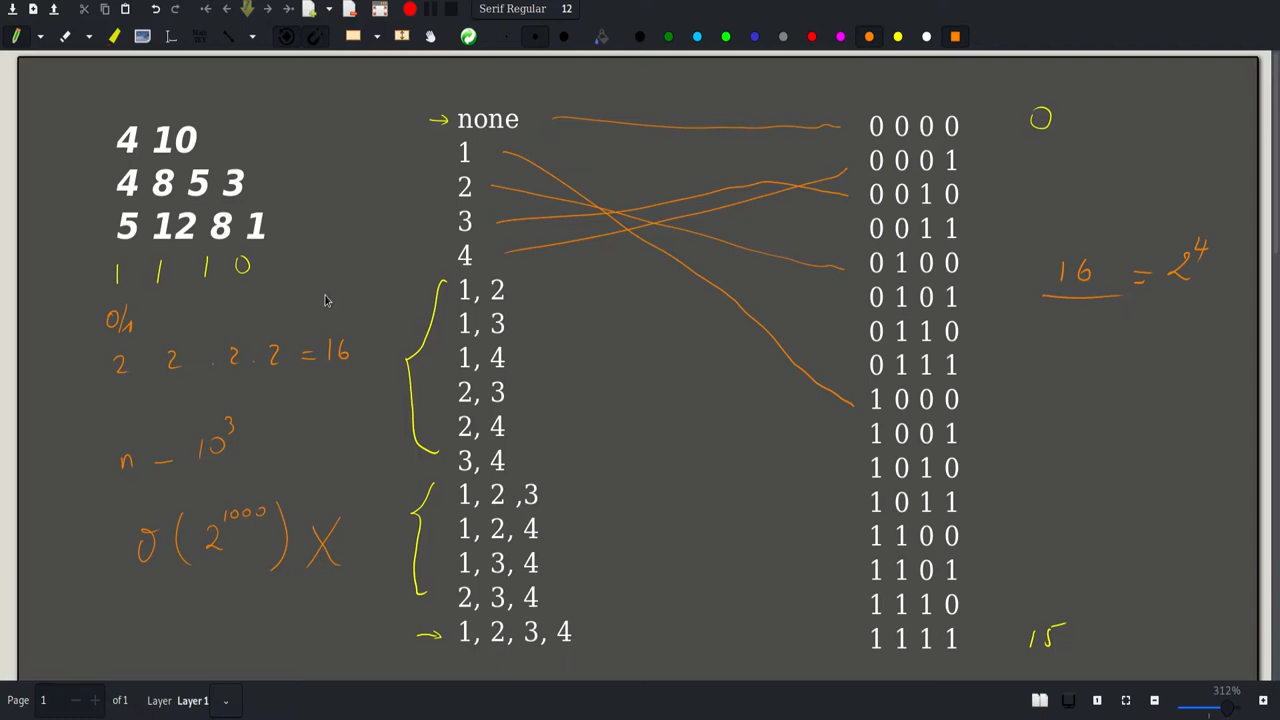 Serif Regular 12
4 10
4 8 5 3
5 12 8 1
1 1 1 0
0/1
2 2 . 2 . 2 = 16
n - 10^3
O(2^1000) X
→ none
1
2
3
4
1, 2
1, 3
1, 4
2, 3
2, 4
3, 4
1, 2 ,3
1, 2, 4
1, 3, 4
2, 3, 4
→ 1, 2, 3, 4
0 0 0 0 0
0 0 0 1
0 0 1 0
0 0 1 1
0 1 0 0
0 1 0 1
0 1 1 0
0 1 1 1
1 0 0 0
1 0 0 1
1 0 1 0
1 0 1 1
1 1 0 0
1 1 0 1
1 1 1 0
1 1 1 1 15
16 = 2^4
Page 1 of 1 Layer Layer 1
312%